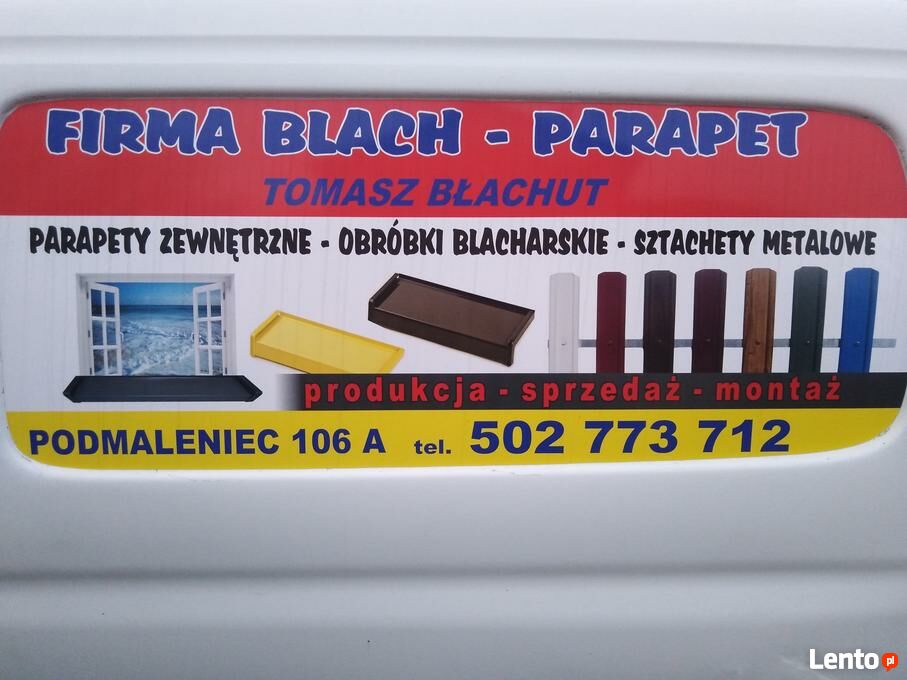 FIRMA BLACH - PARAPET
TOMASZ BŁACHUT
PARAPETY ZEWNĘTRZNE - OBRÓBKI BLACHARSKIE - SZTACHETY METALOWE
produkcja - sprzedaż - montaż
PODMALENIEC 106 A tel. 502 773 712
Lento pl